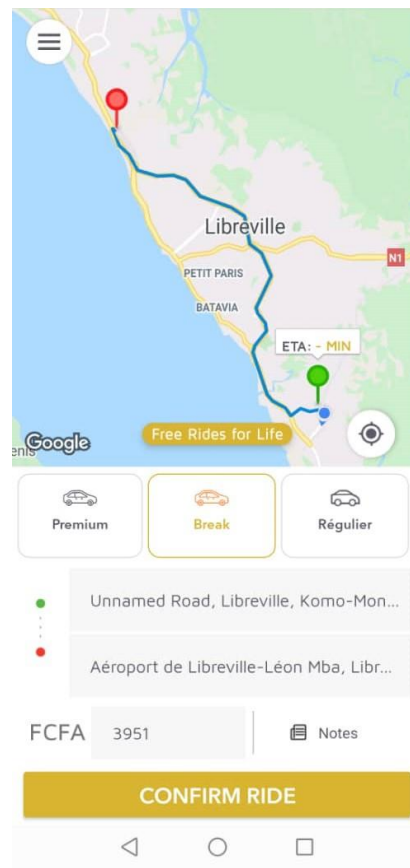 Libreville
N1
PETIT PARIS
BATAVIA
ETA: - MIN
Free Rides for Life
Google
Premium
Break
Régulier
Unnamed Road, Libreville, Komo-Mon...
Aéroport de Libreville-Léon Mba, Libr...
FCFA 3951 Notes
CONFIRM RIDE